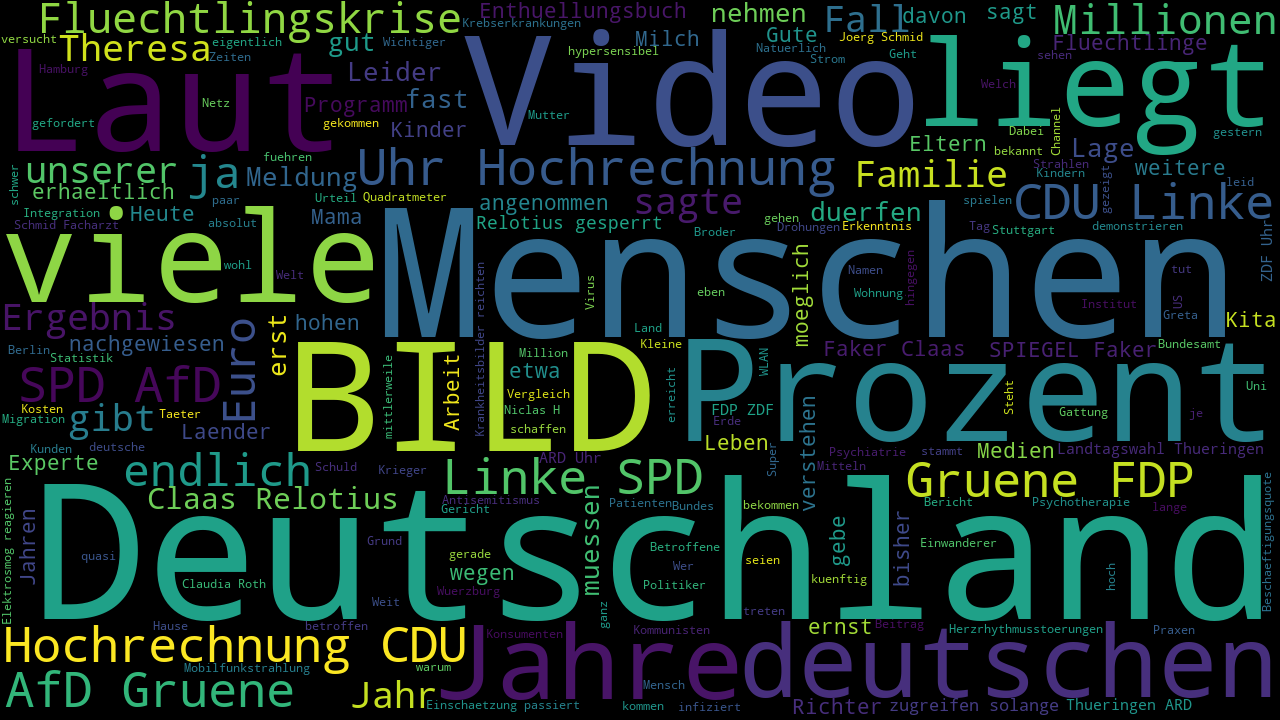 Fluechtlingskrise
Enthuellungsbuch
nehmen
Fall
davon
sagt
Millionen
Krebserkrankungen
versucht
Theresa
eigentlich
gut
Wichtiger
Milch
Gute
Joerg Schmid
Fluechtlinge
Zeiten
hypersensibel
Natuerlich
Laut
Video
liegt
Geht
sehen
Strom
Hamburg
Leider
Welch
Netz
Programm
fast
Mutter
gefordert
gekommen
Kinder
Channel
Dabei
gestern
Eltern
bekannt
Lage
schwer
unserer
ja
fuehren
Meldung
Uhr Hochrechnung
Familie
Strahlen
Kindern
weitere
erhaeltlich
paar
Urteil
Quadratmeter
angenommen
sagte
duerfen
spielen
gezeigt
leid
CDU Linke
Integration
Heute
absolut
Mama
Relotius gesperrt
gehen
Drohungen
Erkenntnis
Tag
Stuttgart
demonstrieren
Schmid Facharzt
Broder
ZDF Uhr
viele
Menschen
wohl
Welt
Krankheitsbilder reichten
Virus
eben
moeglich
Namen
Wohnung
hingegen
tut
Institut
US
Greta
Ergebnis
Euro
erst
hohen
Land
Kita
nachgewiesen
Kleine
Berlin
Statistik
BILD
Prozent
Million
Faker Claas
SPIEGEL Faker
Bundesamt
SPD AfD
mittlerweile
Arbeit
etwa
erreicht
WLAN
Uni
Vergleich
Steht
Kosten
gibt
Taeter
Niclas H
FDP ZDF
Gattung
je
Migration
Laender
schaffen
Erde
verstehen
Kunden
deutsche
Leben
Super
Psychiatrie
stammt
Medien
Landtagswahl Thueringen
Experte
endlich
Schuld
Krieger
ARD Uhr
Linke SPD
Mitteln
Gruene FDP
Elektrosmog reagieren
Claas Relotius
Antisemitismus
Gericht
muessen
Patienten
Bundes
bekommen
Bericht
Psychotherapie
lange
Beschaeftigungsquote
Deutschland
Jahren
quasi
Grund
gerade
Betroffene
gebe
bisher
Einwanderer
Claudia Roth
wegen
Wer
seien
hoch
Wuerzburg
Politiker
kuenftig
Weit
ganz
treten
Hause
betroffen
Konsumenten
Kommunisten
ernst
Beitrag
Herzrhythmusstoerungen
Praxen
Hochrechnung CDU
Jahre
deutschen
Mobilfunkstrahlung
warum
AfD Gruene
Jahr
Mensch
Einschaetzung passiert
kommen
infiziert
Richter
zugreifen solange
Thueringen ARD